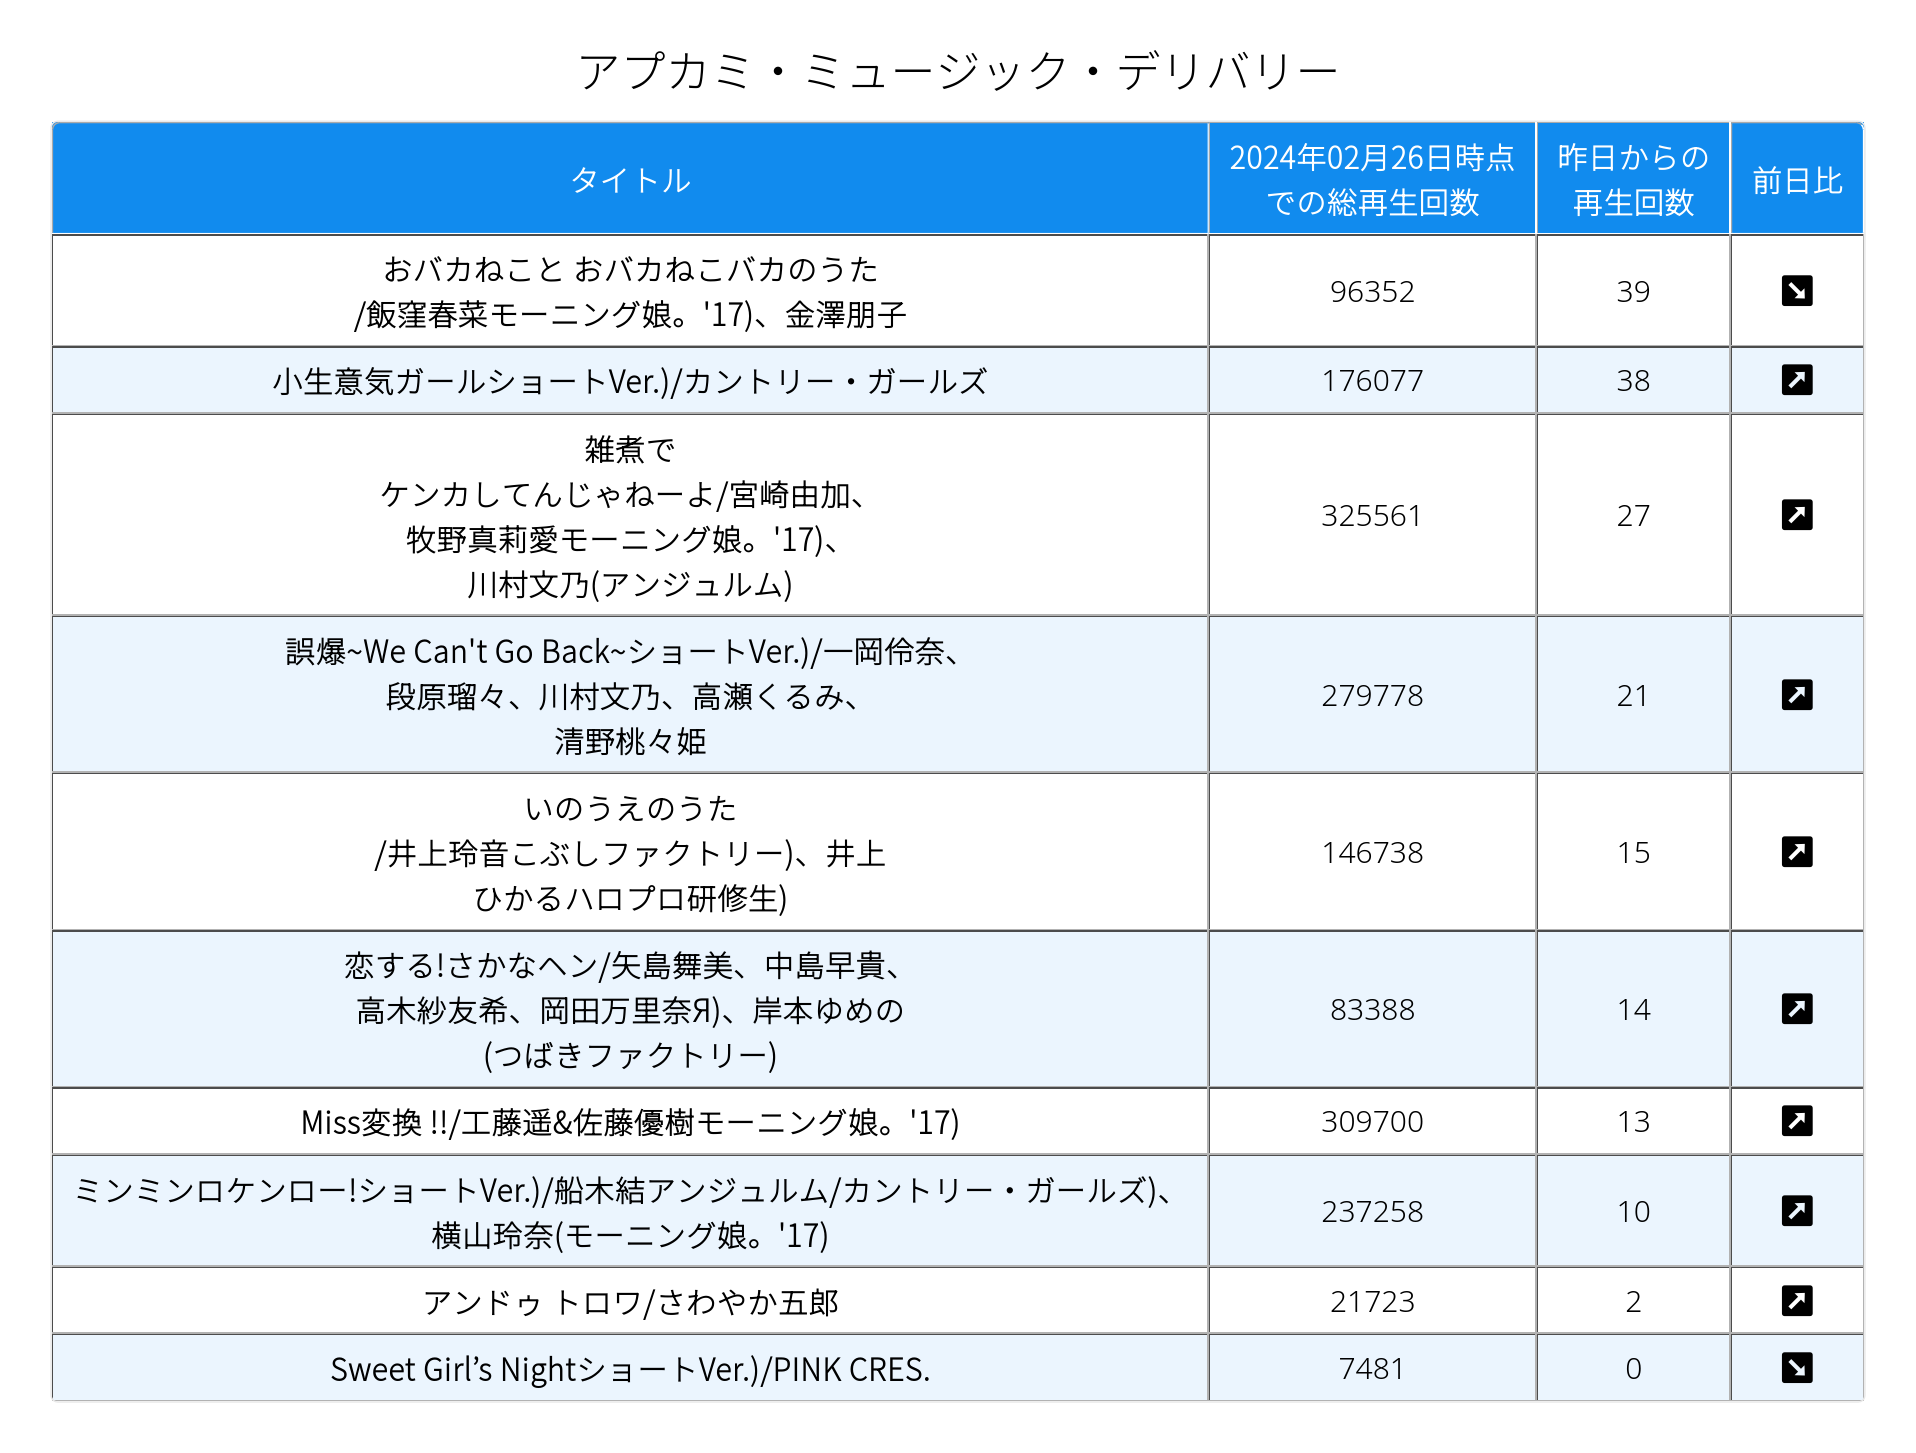 アプカミ・ミュージック・デリバリー
タイトル
2024年02月26日時点
での総再生回数
昨日からの
再生回数
前日比
おバカねこと おバカねこバカのうた
/飯窪春菜モーニング娘。'17)、金澤朋子
96352
39
小生意気ガールショートVer.)/カントリー・ガールズ
176077
38
雑煮で
ケンカしてんじゃねーよ/宮崎由加、
牧野真莉愛モーニング娘。'17)、
川村文乃(アンジュルム)
325561
27
誤爆~We Can't Go Back~ショートVer.)/一岡伶奈、
段原瑠々、川村文乃、高瀬くるみ、
清野桃々姫
279778
21
いのうえのうた
/井上玲音こぶしファクトリー)、井上
ひかるハロプロ研修生)
146738
15
恋する!さかなヘン/矢島舞美、中島早貴、
高木紗友希、岡田万里奈Я)、岸本ゆめの
(つばきファクトリー)
83388
14
Miss変換 !!/工藤遥&佐藤優樹モーニング娘。'17)
309700
13
ミンミンロケンロー!ショートVer.)/船木結アンジュルム/カントリー・ガールズ)、
横山玲奈(モーニング娘。'17)
237258
10
アンドゥ トロワ/さわやか五郎
21723
2
Sweet Girl’s NightショートVer.)/PINK CRES.
7481
0